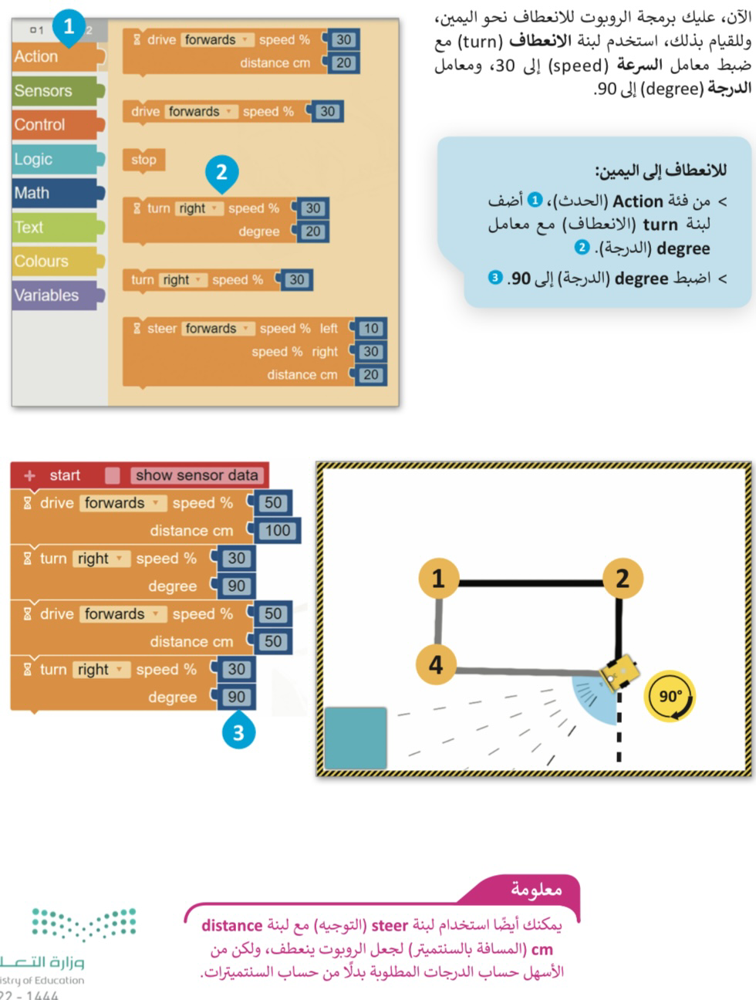 الآن، عليك برمجة الروبوت للانعطاف نحو اليمين،
وللقيام بذلك، استخدم لبنة الانعطاف (turn) مع
ضبط معامل السرعة (speed) إلى 30، ومعامل
الدرجة (degree) إلى 90.
للانعطاف إلى اليمين:
> من فئة Action (الحدث)، 1 أضف
لبنة turn (الانعطاف) مع معامل
degree (الدرجة). 2
> اضبط degree (الدرجة) إلى 90. 3
1 1 2
Action
Sensors
Control
Logic
Math
Text
Colours
Variables
drive forwards speed % 30
distance cm 20
drive forwards speed % 30
stop
2
turn right speed % 30
degree 20
turn right speed % 30
steer forwards speed % left 10
speed % right 30
distance cm 20
+ start show sensor data
drive forwards speed % 50
distance cm 100
turn right speed % 30
degree 90
drive forwards speed % 50
distance cm 50
turn right speed % 30
degree 90
3
1 2
4
90°
معلومة
يمكنك أيضًا استخدام لبنة steer (التوجيه) مع لبنة distance
cm (المسافة بالسنتميتر) لجعل الروبوت ينعطف، ولكن من
الأسهل حساب الدرجات المطلوبة بدلًا من حساب السنتميترات.
وزارة التعلـ
istry of Education
22 - 1444